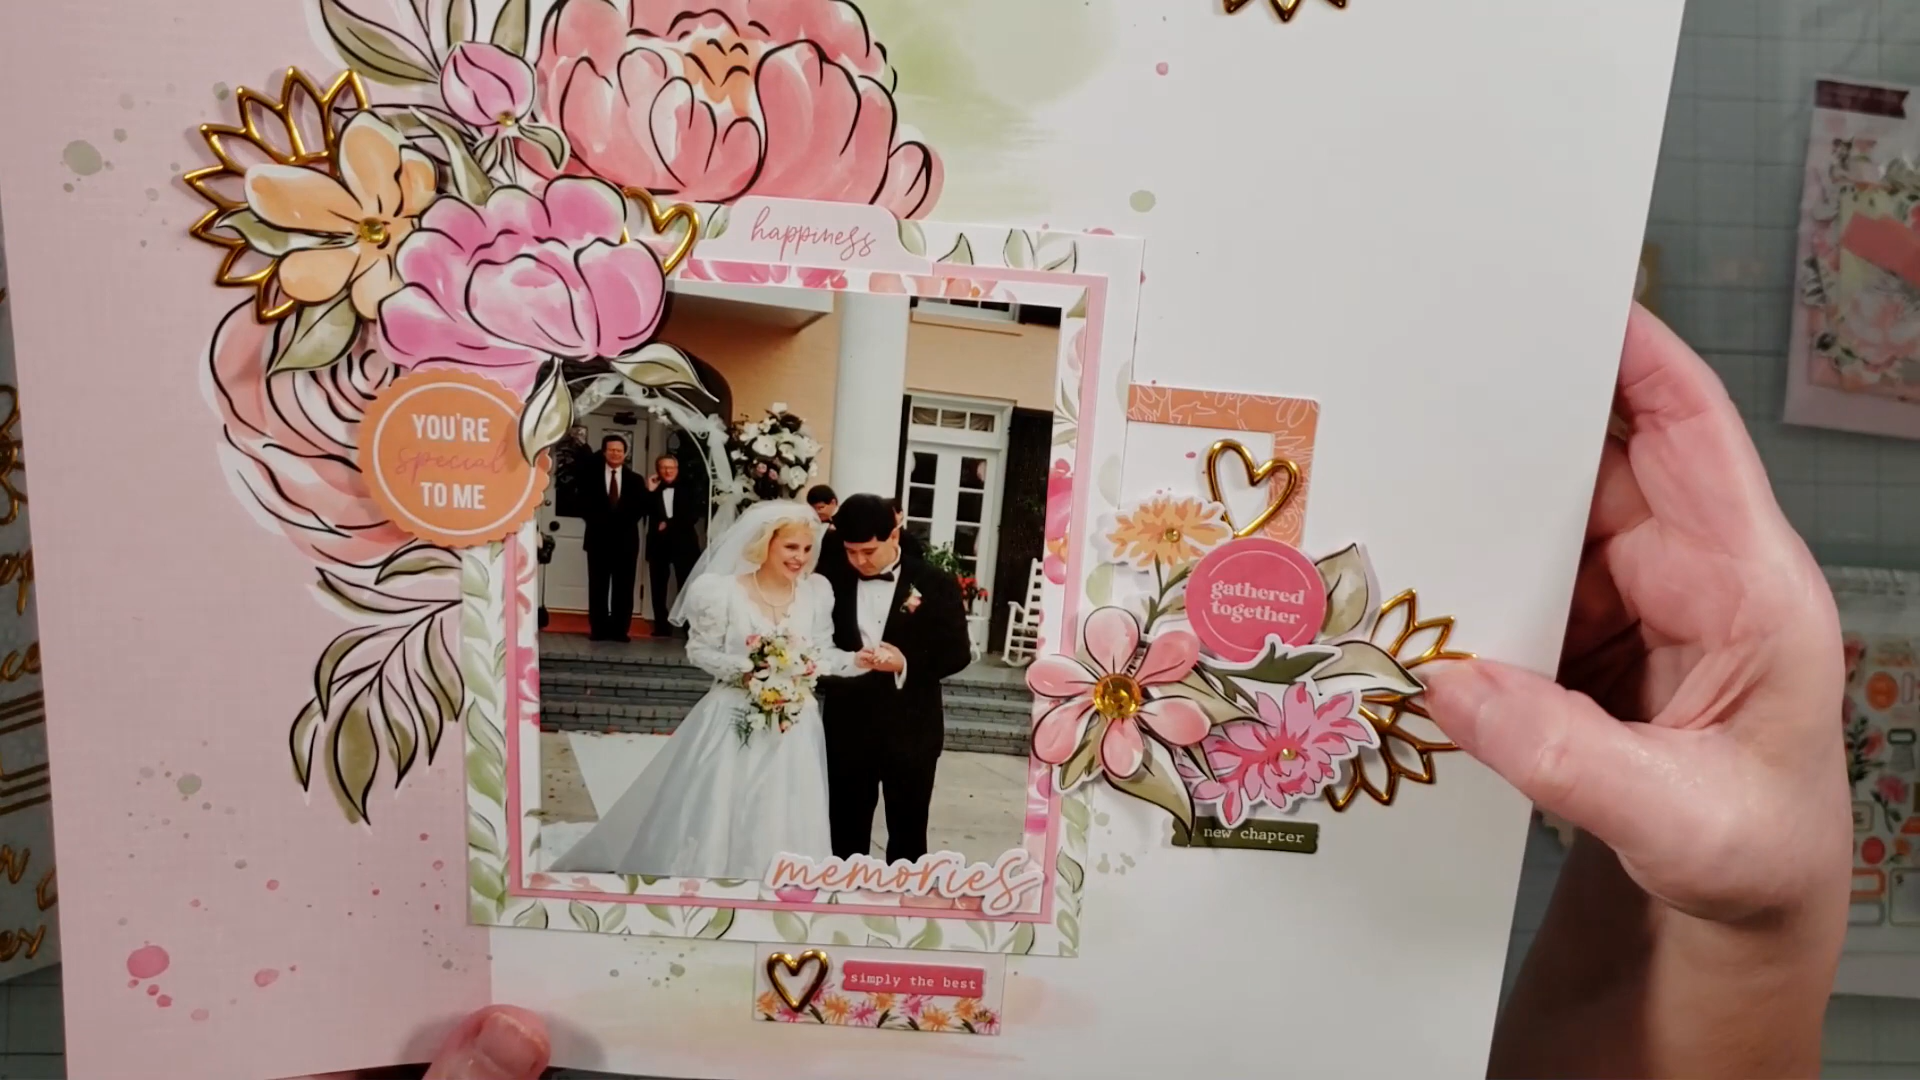 happiness
YOU'RE
special
TO ME
gathered
together
new chapter
memories
simply the best